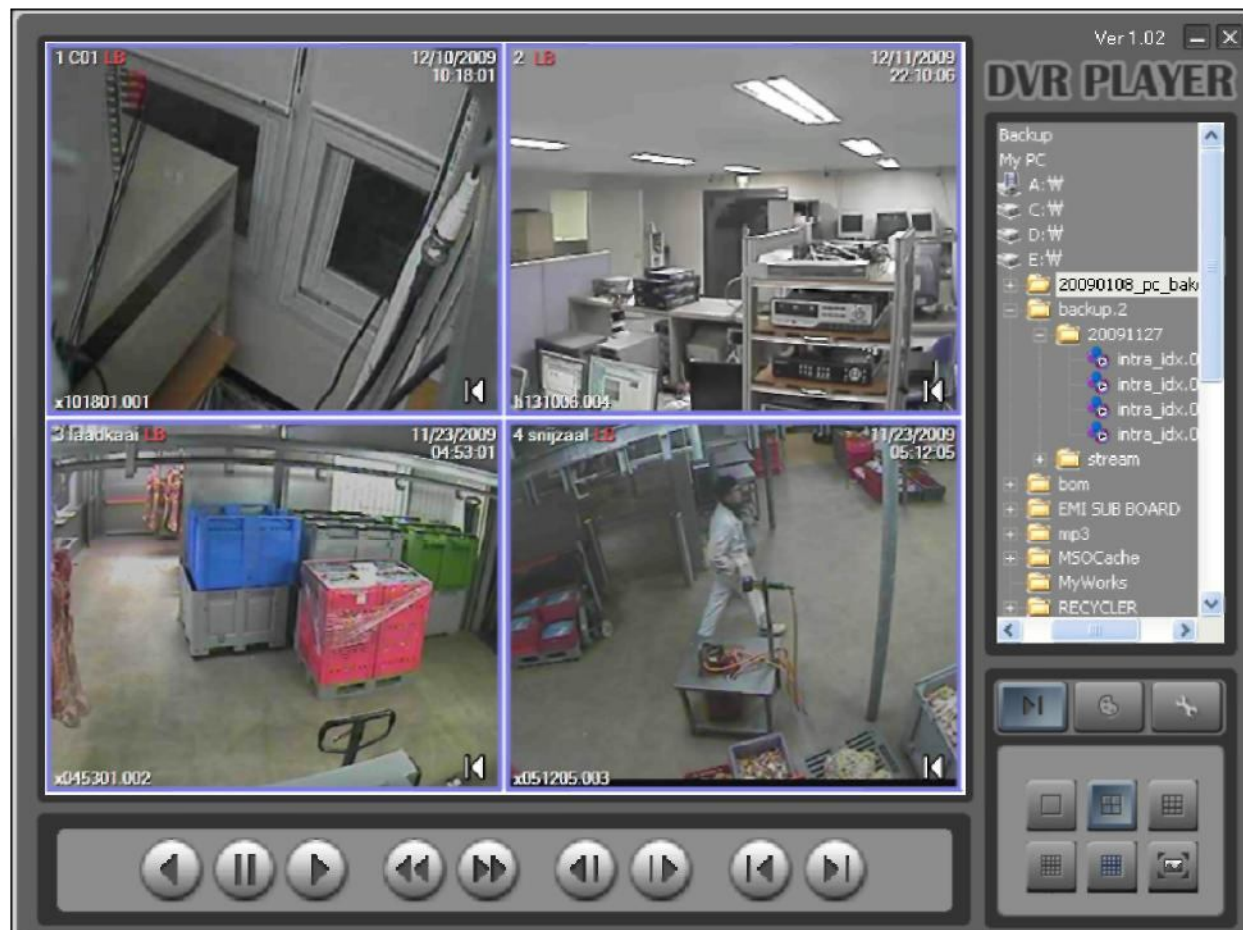 Ver 1.02
DVR PLAYER
1 C01 LB
12/10/2009
10:18:01
x101801.001
2 LB
12/11/2009
22:10:06
h131006.004
3 laadkaai LB
11/23/2009
04:53:01
x045301.002
4 snijzaal LB
11/23/2009
05:12:05
x051205.003
Backup
My PC
A:₩
C:₩
D:₩
E:₩
20090108_pc_bak
backup.2
20091127
intra_idx.0
intra_idx.0
intra_idx.0
intra_idx.0
stream
bom
EMI SUB BOARD
mp3
MSOCache
MyWorks
RECYCLER